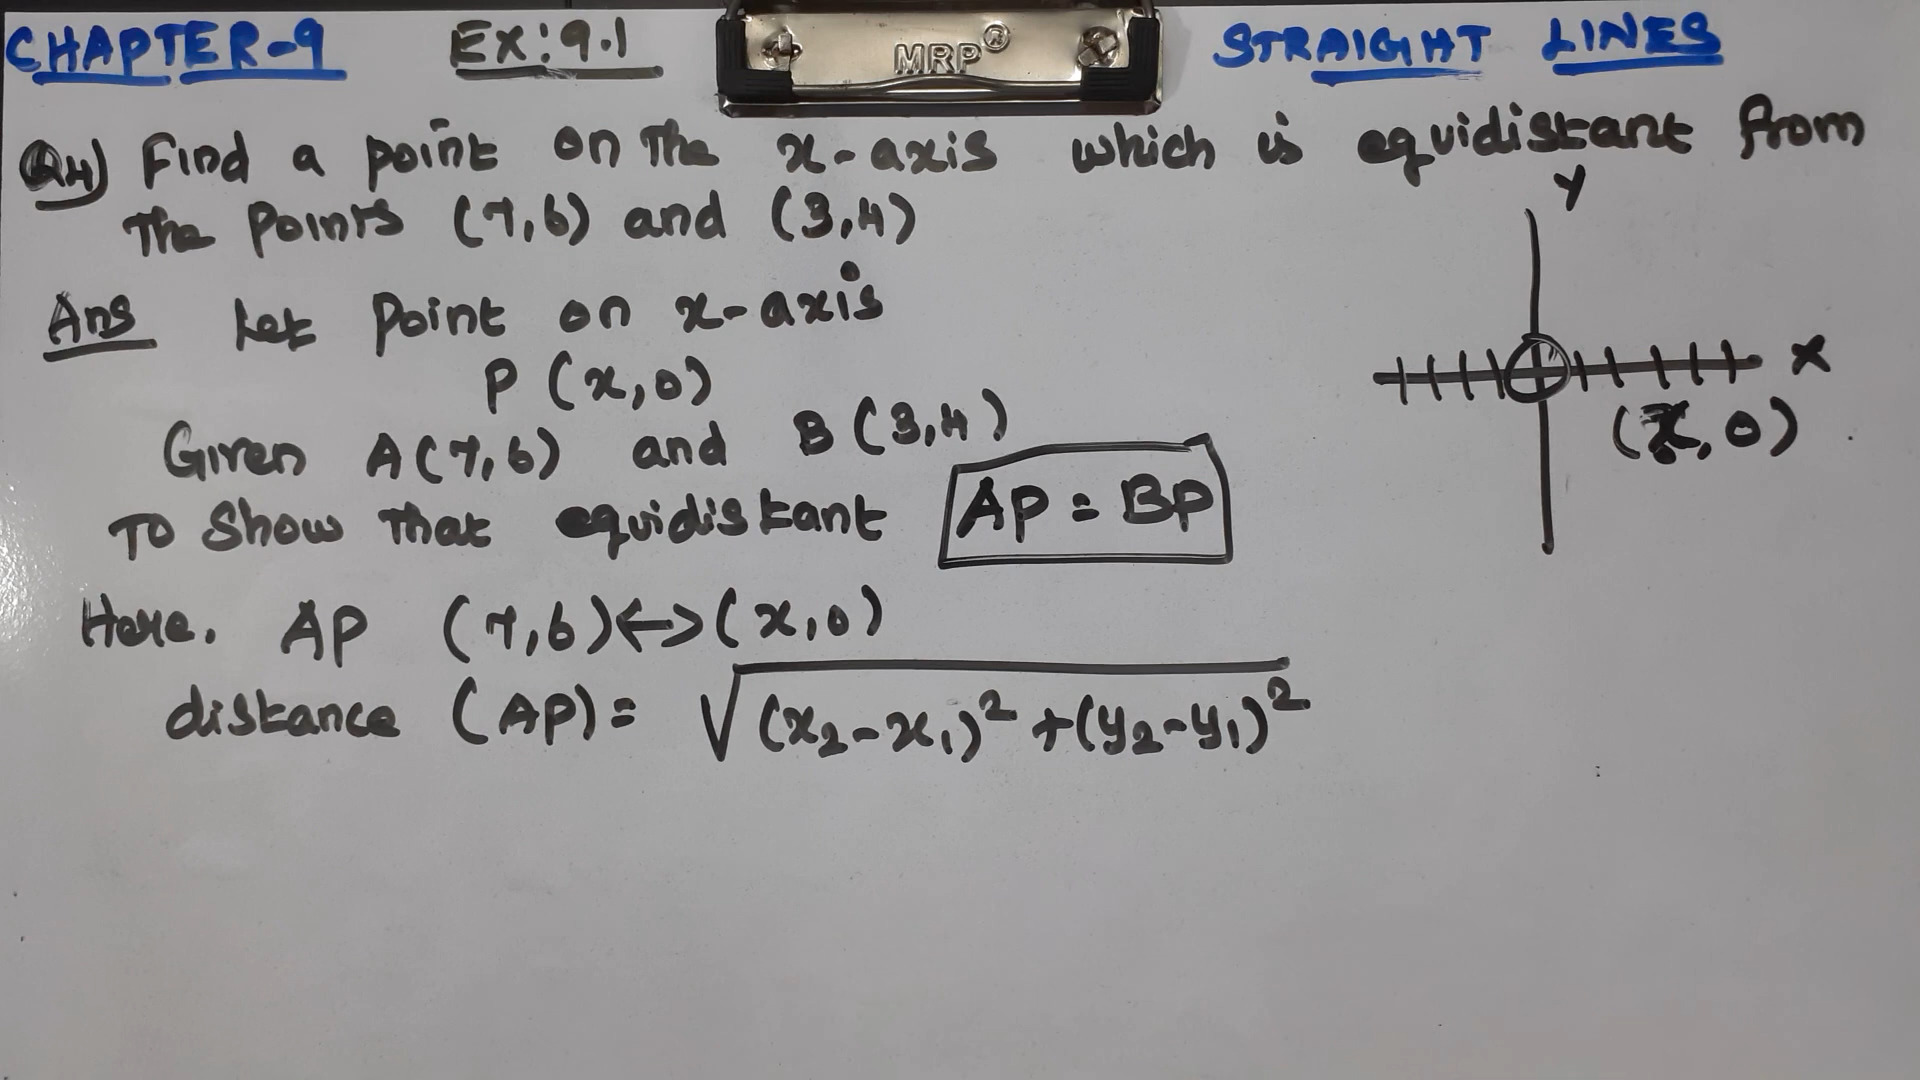 CHAPTER-9 EX:9.1 MRP® STRAIGHT LINES
Q4) Find a point on The x-axis which is equidistant from
The Points (7,6) and (3,4)
Y
Ans Let Point on x-axis
P (x,0)
X
(x,0)
Given A(7,6) and B(3,4)
To Show That equidistant AP = BP
Here. AP (7,6)<->(x,0)
distance (AP)= √(x₂-x₁)² +(y₂-y₁)²